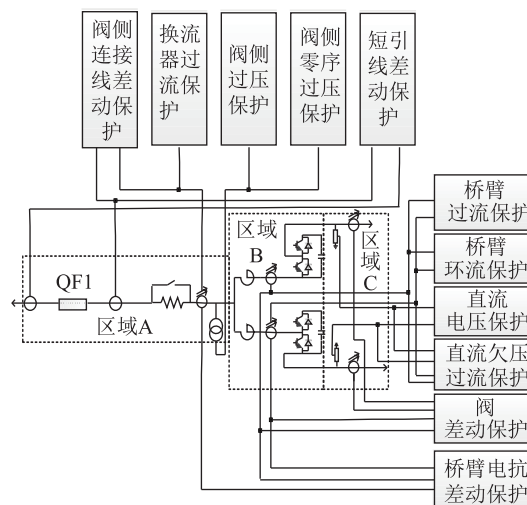 阀侧
连接
线差
动保
护
换流
器过
流保
护
阀侧
过压
保护
阀侧
零序
过压
保护
短引
线差
动保
护
QF1
区域A
区域
B
区域
C
桥臂
过流保护
桥臂
环流保护
直流
电压保护
直流欠压
过流保护
阀
差动保护
桥臂电抗
差动保护